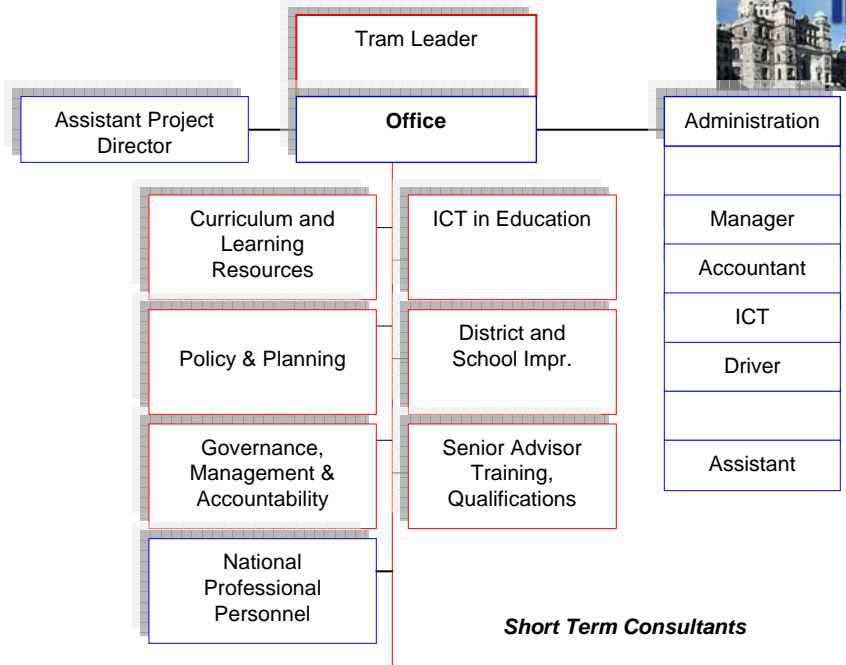 Tram Leader
Assistant Project
Director
Office
Administration
Curriculum and
Learning
Resources
ICT in Education
Manager
Accountant
ICT
Driver
Assistant
Policy & Planning
District and
School Impr.
Governance,
Management &
Accountability
Senior Advisor
Training,
Qualifications
National
Professional
Personnel
Short Term Consultants